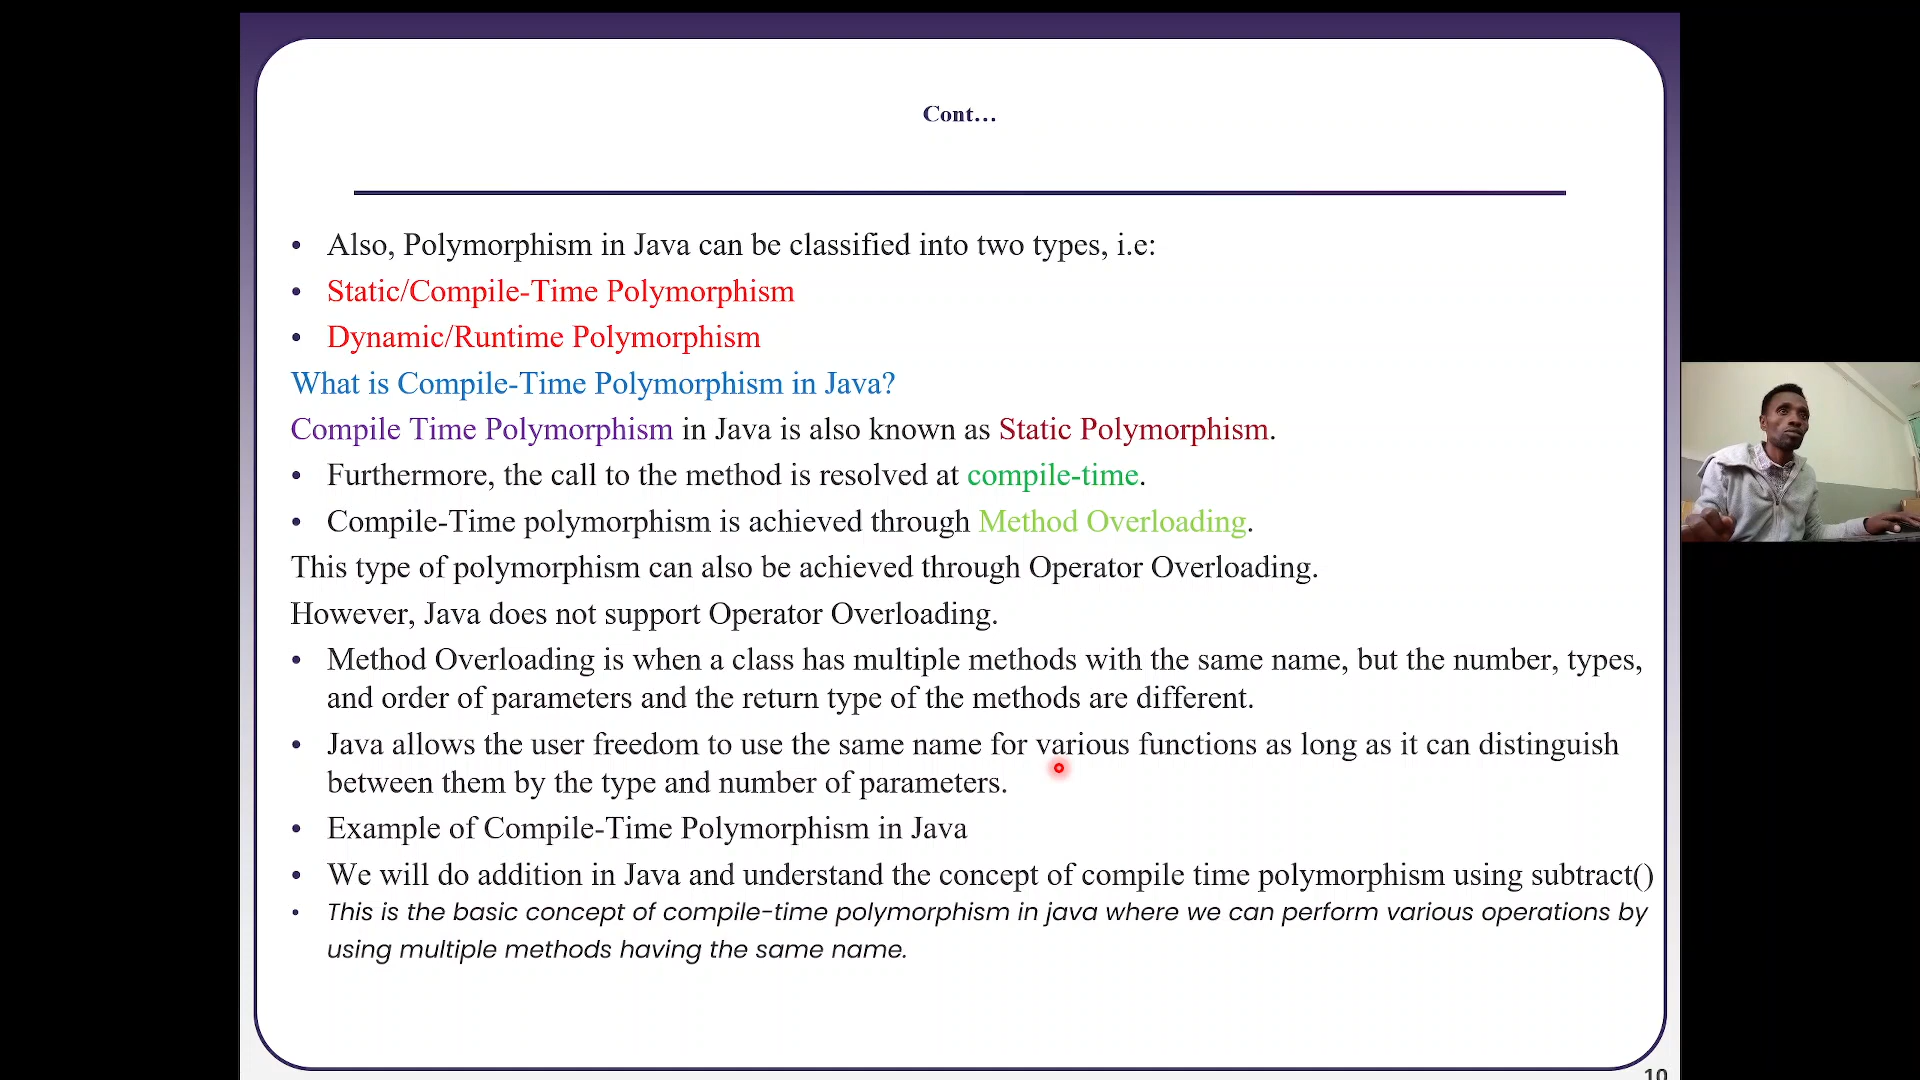 Cont…
• Also, Polymorphism in Java can be classified into two types, i.e:
• Static/Compile-Time Polymorphism
• Dynamic/Runtime Polymorphism
What is Compile-Time Polymorphism in Java?
Compile Time Polymorphism in Java is also known as Static Polymorphism.
• Furthermore, the call to the method is resolved at compile-time.
• Compile-Time polymorphism is achieved through Method Overloading.
This type of polymorphism can also be achieved through Operator Overloading.
However, Java does not support Operator Overloading.
• Method Overloading is when a class has multiple methods with the same name, but the number, types,
and order of parameters and the return type of the methods are different.
• Java allows the user freedom to use the same name for various functions as long as it can distinguish
between them by the type and number of parameters.
• Example of Compile-Time Polymorphism in Java
• We will do addition in Java and understand the concept of compile time polymorphism using subtract()
• This is the basic concept of compile-time polymorphism in java where we can perform various operations by
using multiple methods having the same name.
10